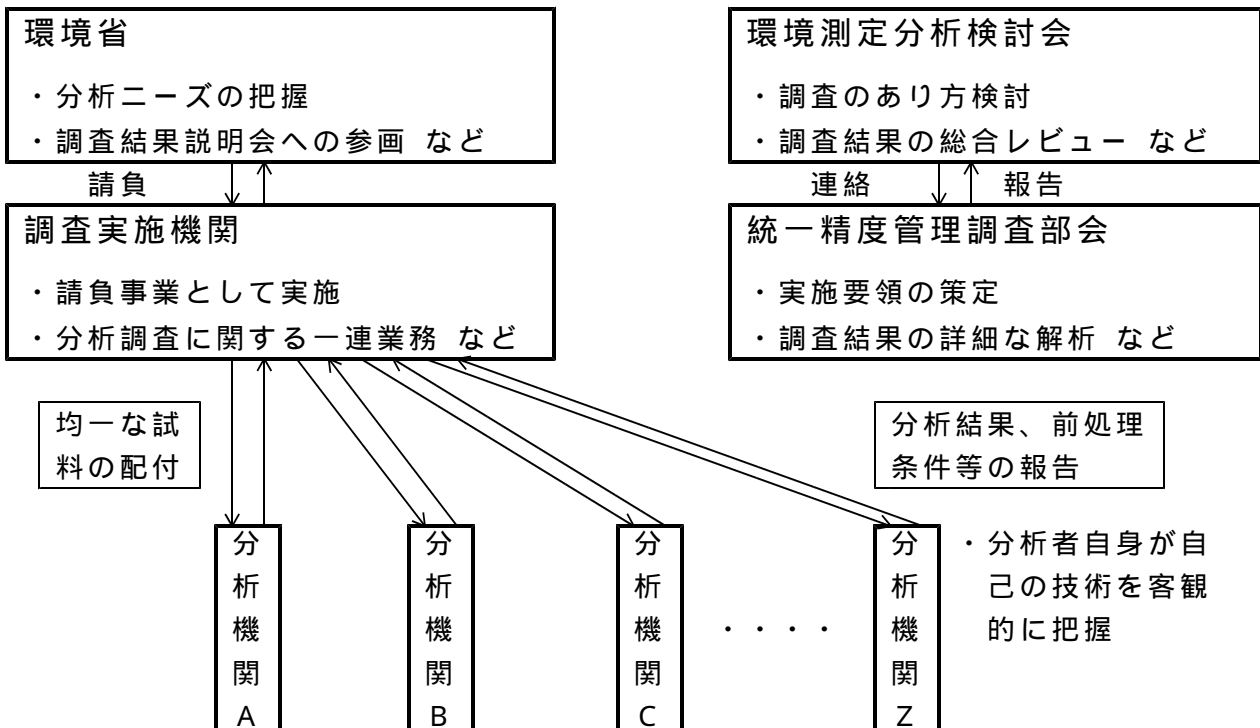 環境省
・分析ニーズの把握
・調査結果説明会への参画 など
環境測定分析検討会
・調査のあり方検討
・調査結果の総合レビュー など
請負
連絡
報告
調査実施機関
・請負事業として実施
・分析調査に関する一連業務 など
統一精度管理調査部会
・実施要領の策定
・調査結果の詳細な解析 など
均一な試
料の配付
分析結果、前処理
条件等の報告
分析機関A
分析機関B
分析機関C
・・・・
分析機関Z
・分析者自身が自
己の技術を客観
的に把握